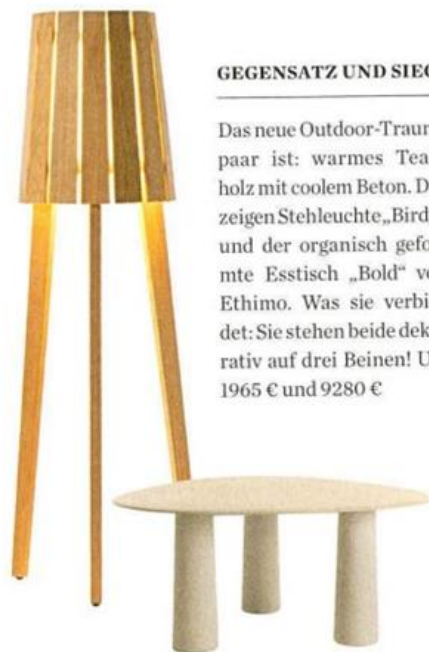 GEGENSATZ UND SIEG
Das neue Outdoor-Traum
paar ist: warmes Tea
holz mit coolem Beton. D
zeigen Stehleuchte „Bird
und der organisch gefo
mte Esstisch „Bold“ v
Ethimo. Was sie verbi
det: Sie stehen beide dek
rativ auf drei Beinen! U
1965 € und 9280 €